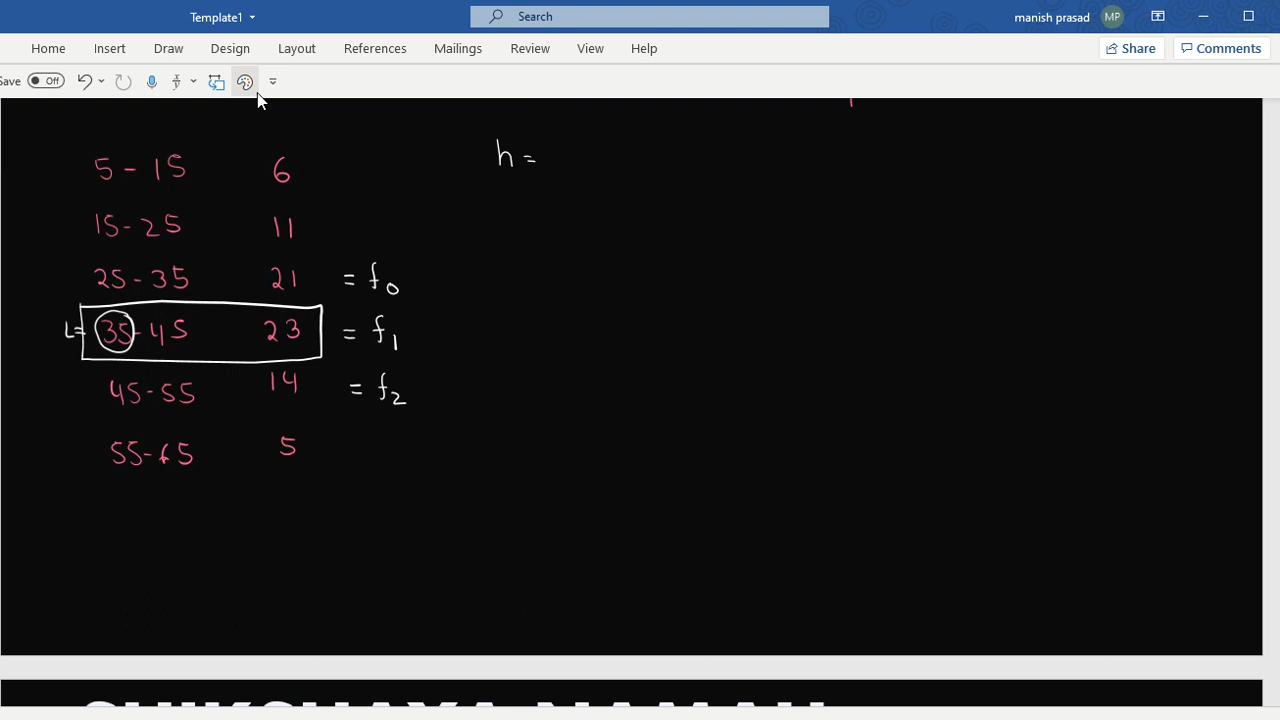 Template1
Search
manish prasad
MP
Home Insert Draw Design Layout References Mailings Review View Help
Share
Comments
Save Off
h =
5 - 15 6
15 - 25 11
25 - 35 21 = f0
L = 35 - 45 23 = f1
45 - 55 14 = f2
55 - 65 5